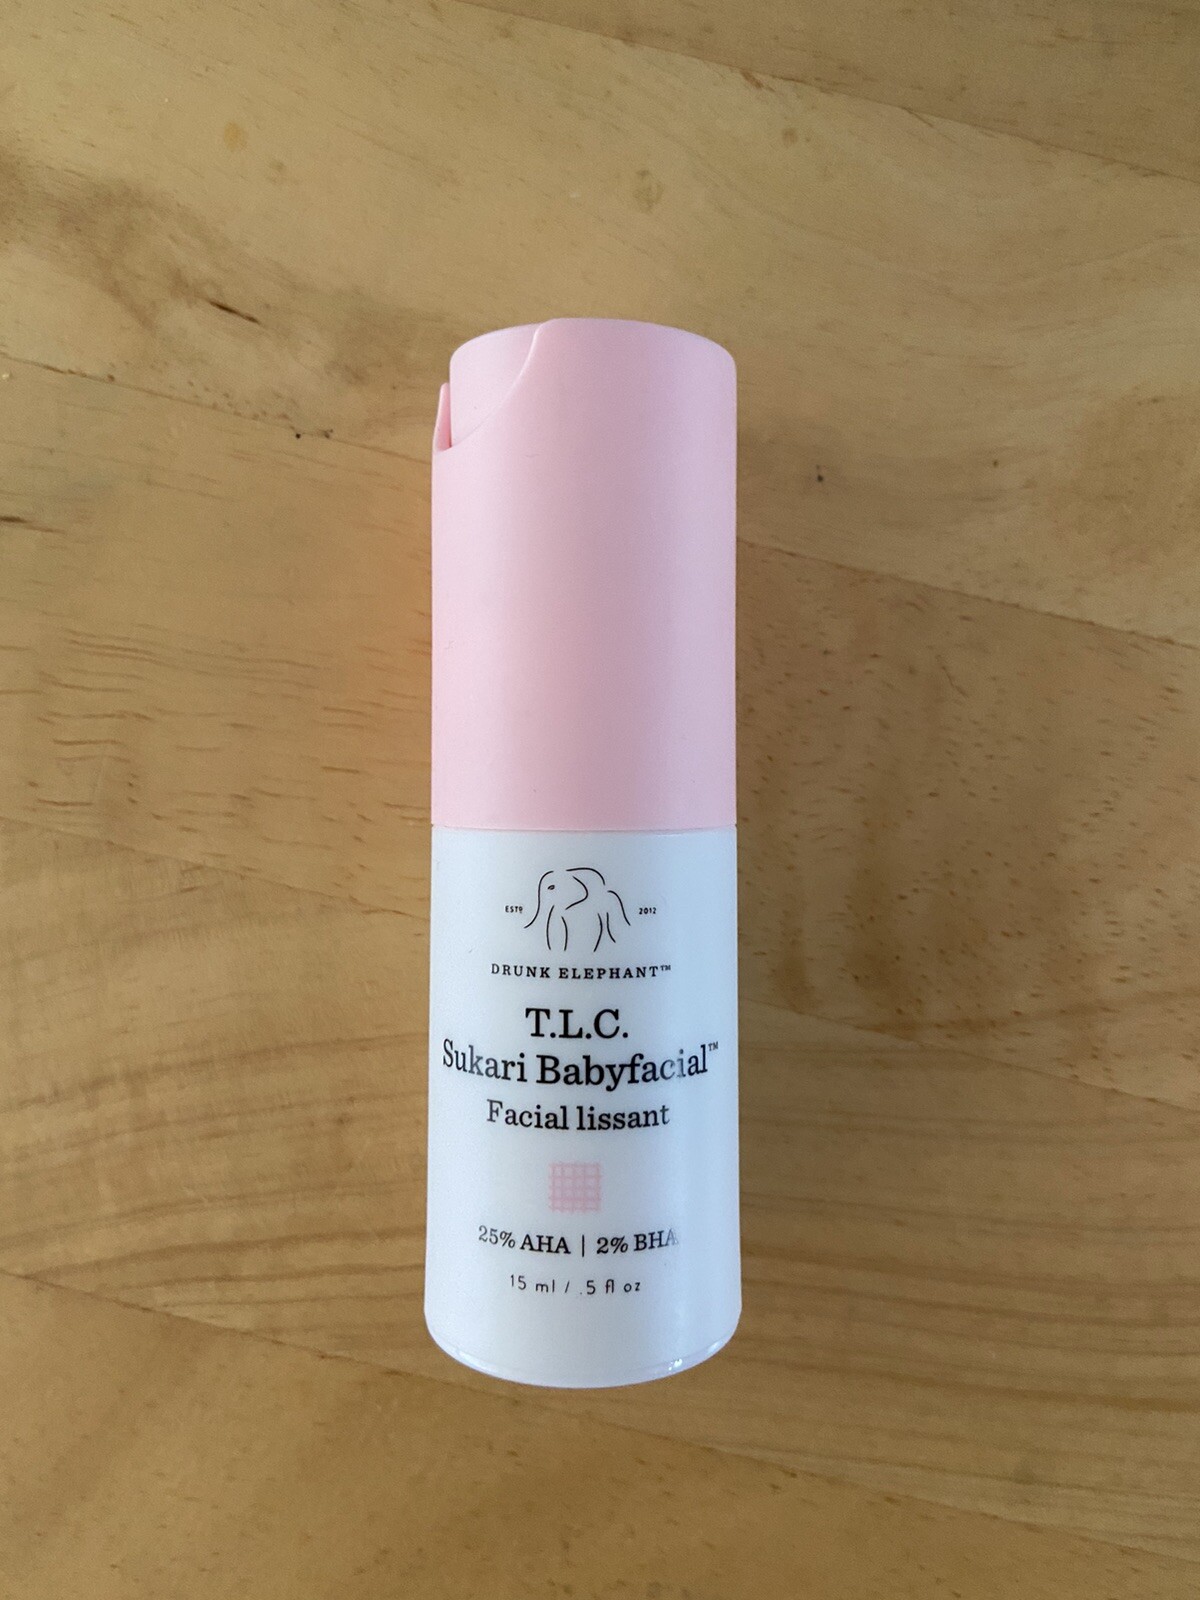 ESTD 2012
DRUNK ELEPHANT™
T.L.C.
Sukari Babyfacial™
Facial lissant
25% AHA | 2% BHA
15 ml / .5 fl oz